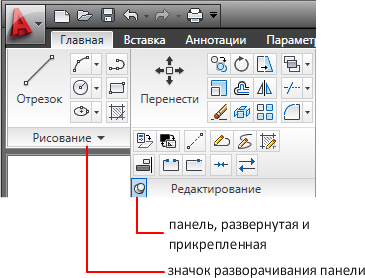 Главная Вставка Аннотации Парамет
Отрезок Перенести
Рисование
Редактирование
панель, развернутая и
прикрепленная
значок разворачивания панели